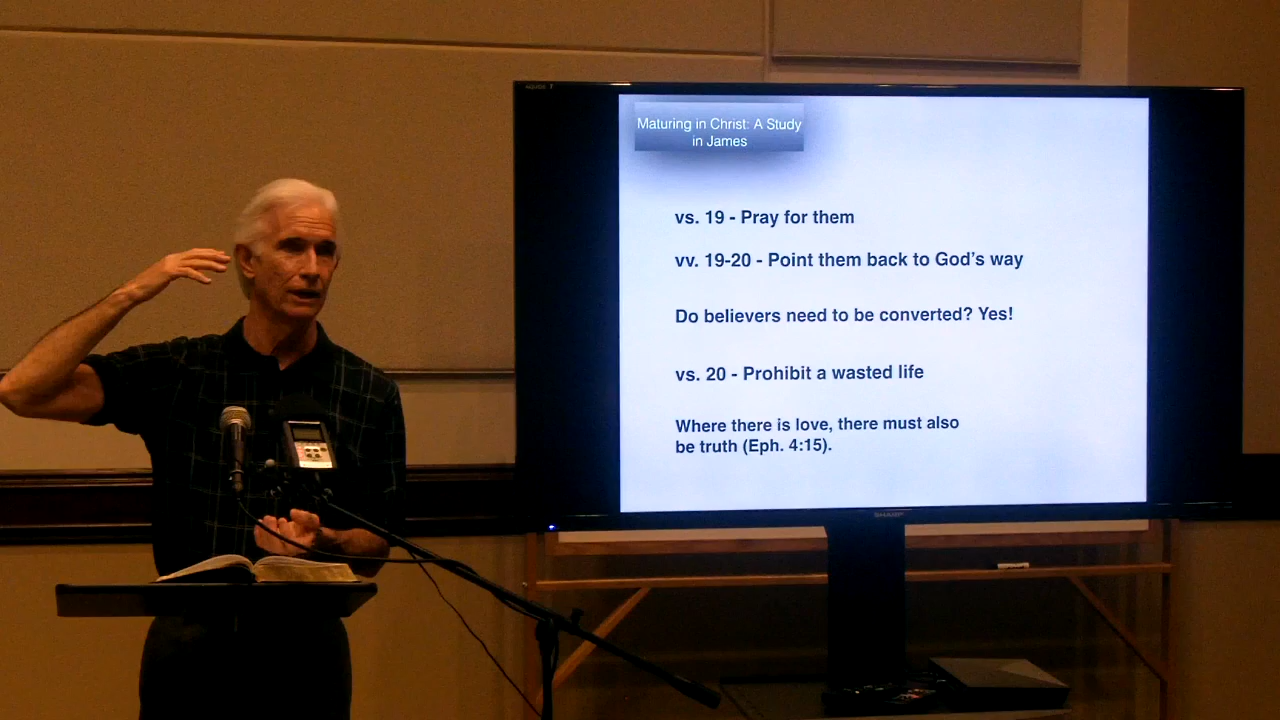 AQUOS
Maturing in Christ: A Study
in James
vs. 19 - Pray for them
vv. 19-20 - Point them back to God's way
Do believers need to be converted? Yes!
vs. 20 - Prohibit a wasted life
Where there is love, there must also
be truth (Eph. 4:15).
SHARP